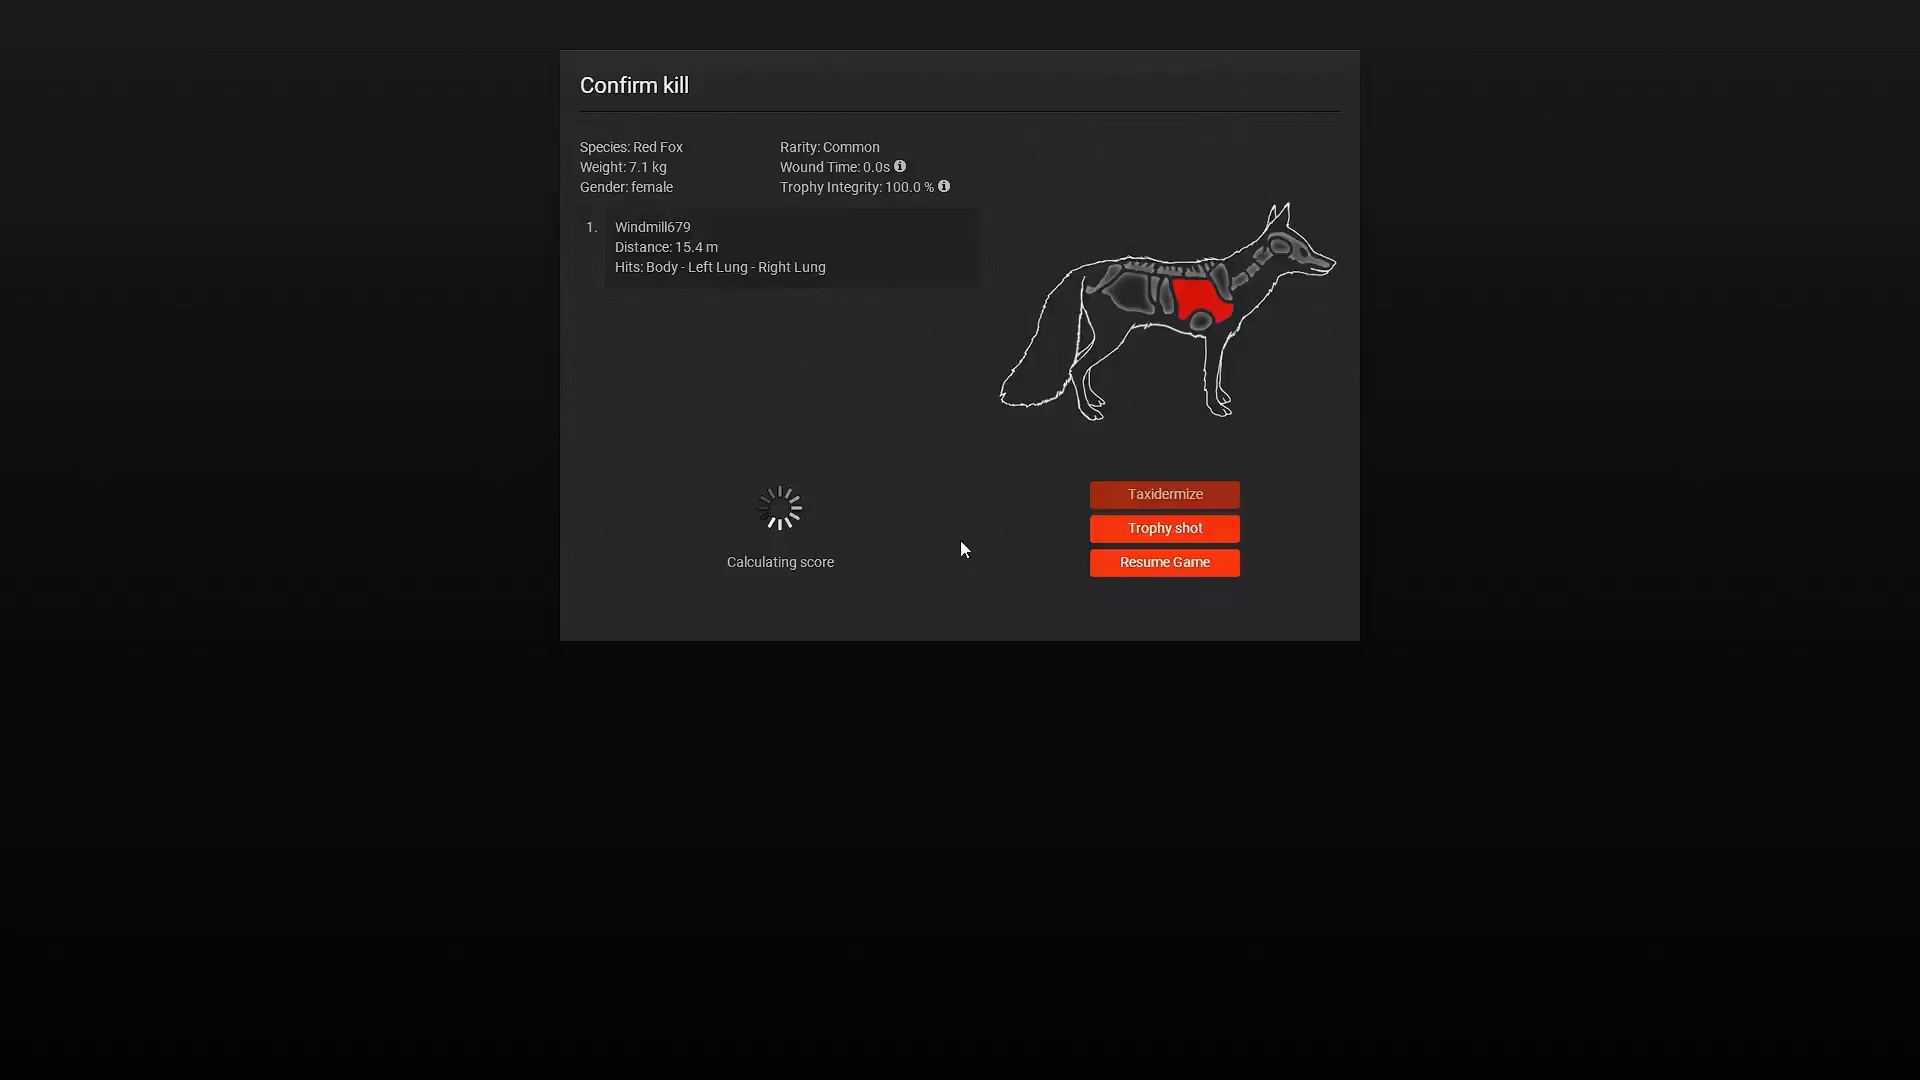 Confirm kill
Species: Red Fox
Weight: 7.1 kg
Gender: female
Rarity: Common
Wound Time: 0.0s
Trophy Integrity: 100.0 %
1.
Windmill679
Distance: 15.4 m
Hits: Body - Left Lung - Right Lung
Calculating score
Taxidermize
Trophy shot
Resume Game